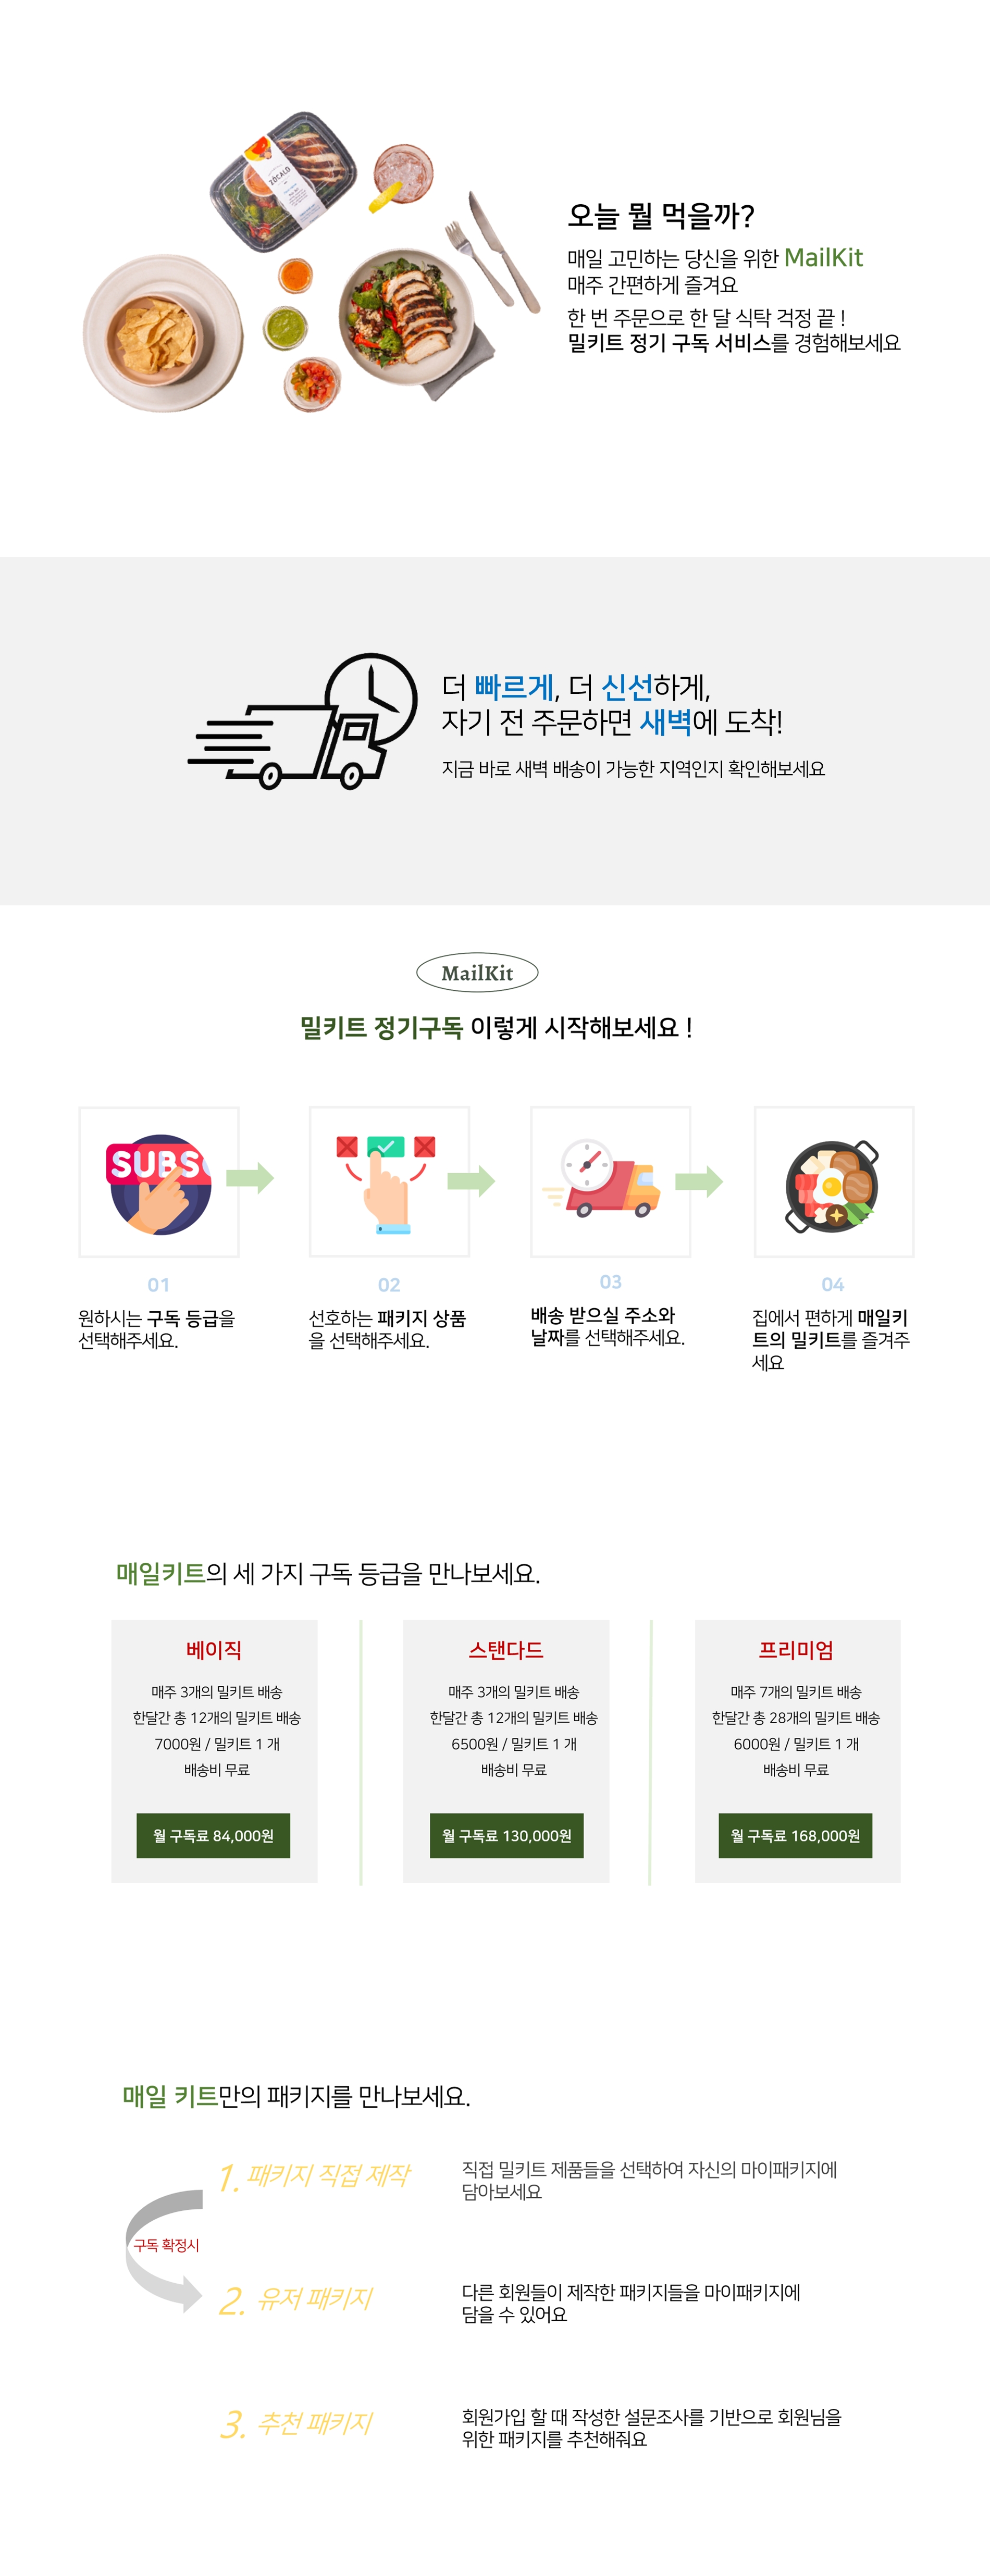 ZÓCALO
오늘 뭘 먹을까?
매일 고민하는 당신을 위한 MailKit
매주 간편하게 즐겨요
한 번 주문으로 한 달 식탁 걱정 끝 !
밀키트 정기 구독 서비스를 경험해보세요
더 빠르게, 더 신선하게,
자기 전 주문하면 새벽에 도착!
지금 바로 새벽 배송이 가능한 지역인지 확인해보세요
MailKit
밀키트 정기구독 이렇게 시작해보세요 !
SUBSC
01
원하시는 구독 등급을
선택해주세요.
02
선호하는 패키지 상품
을 선택해주세요.
03
배송 받으실 주소와
날짜를 선택해주세요.
04
집에서 편하게 매일키
트의 밀키트를 즐겨주
세요
매일키트의 세 가지 구독 등급을 만나보세요.
베이직
매주 3개의 밀키트 배송
한달간 총 12개의 밀키트 배송
7000원 / 밀키트 1 개
배송비 무료
월 구독료 84,000원
스탠다드
매주 3개의 밀키트 배송
한달간 총 12개의 밀키트 배송
6500원 / 밀키트 1 개
배송비 무료
월 구독료 130,000원
프리미엄
매주 7개의 밀키트 배송
한달간 총 28개의 밀키트 배송
6000원 / 밀키트 1 개
배송비 무료
월 구독료 168,000원
매일 키트만의 패키지를 만나보세요.
1. 패키지 직접 제작
직접 밀키트 제품들을 선택하여 자신의 마이패키지에
담아보세요
구독 확정시
2. 유저 패키지
다른 회원들이 제작한 패키지들을 마이패키지에
담을 수 있어요
3. 추천 패키지
회원가입 할 때 작성한 설문조사를 기반으로 회원님을
위한 패키지를 추천해줘요